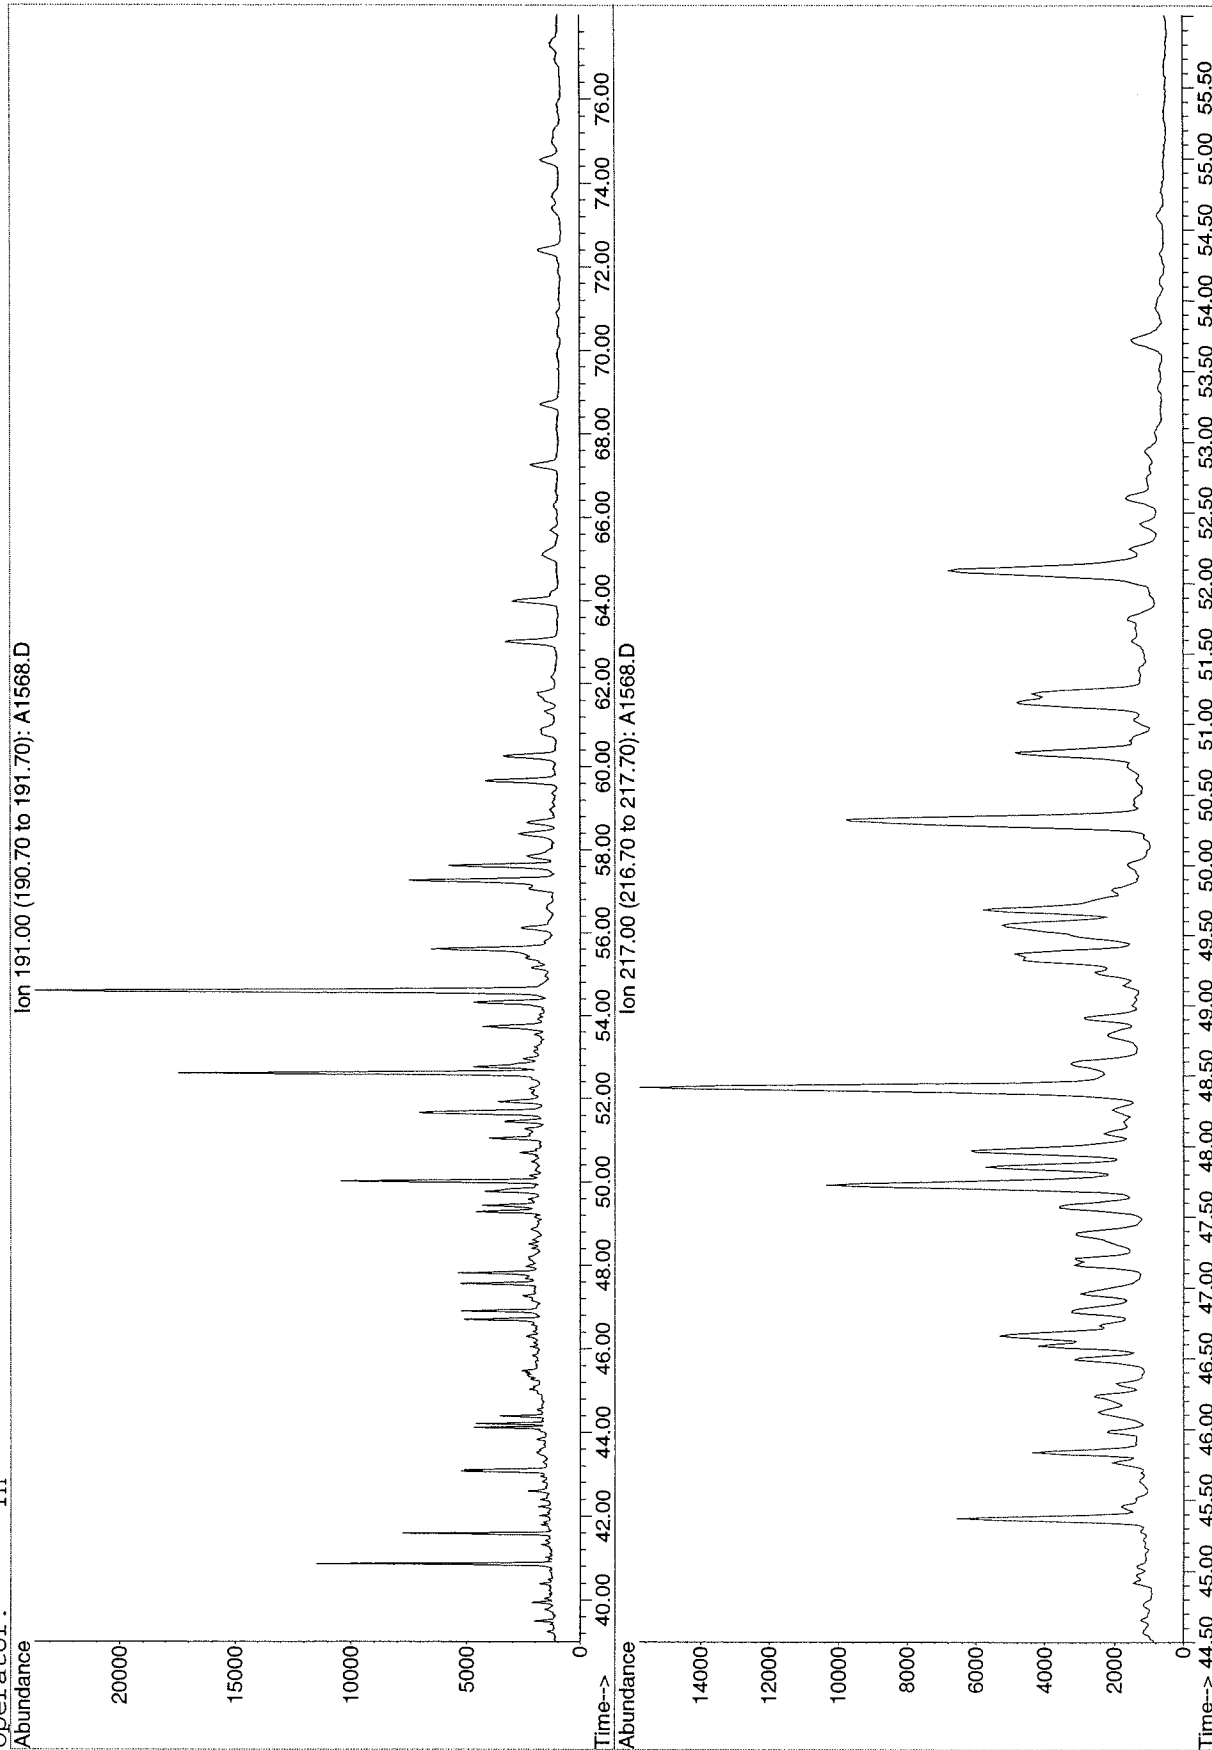 Operator:
Ion 191.00 (190.70 to 191.70): A1568.D
Abundance
20000
15000
10000
5000
0
Time--> 40.00 42.00 44.00 46.00 48.00 50.00 52.00 54.00 56.00 58.00 60.00 62.00 64.00 66.00 68.00 70.00 72.00 74.00 76.00
Ion 217.00 (216.70 to 217.70): A1568.D
Abundance
14000
12000
10000
8000
6000
4000
2000
0
Time--> 44.50 45.00 45.50 46.00 46.50 47.00 47.50 48.00 48.50 49.00 49.50 50.00 50.50 51.00 51.50 52.00 52.50 53.00 53.50 54.00 54.50 55.00 55.50